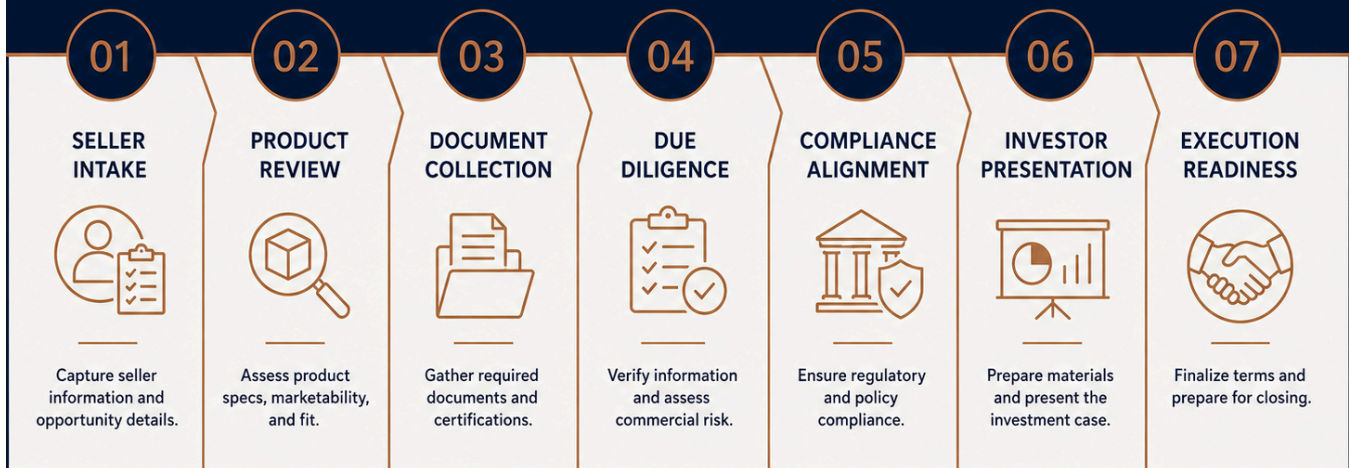 01
SELLER
INTAKE
Capture seller
information and
opportunity details.
02
PRODUCT
REVIEW
Assess product
specs, marketability,
and fit.
03
DOCUMENT
COLLECTION
Gather required
documents and
certifications.
04
DUE
DILIGENCE
Verify information
and assess
commercial risk.
05
COMPLIANCE
ALIGNMENT
Ensure regulatory
and policy
compliance.
06
INVESTOR
PRESENTATION
Prepare materials
and present the
investment case.
07
EXECUTION
READINESS
Finalize terms and
prepare for closing.